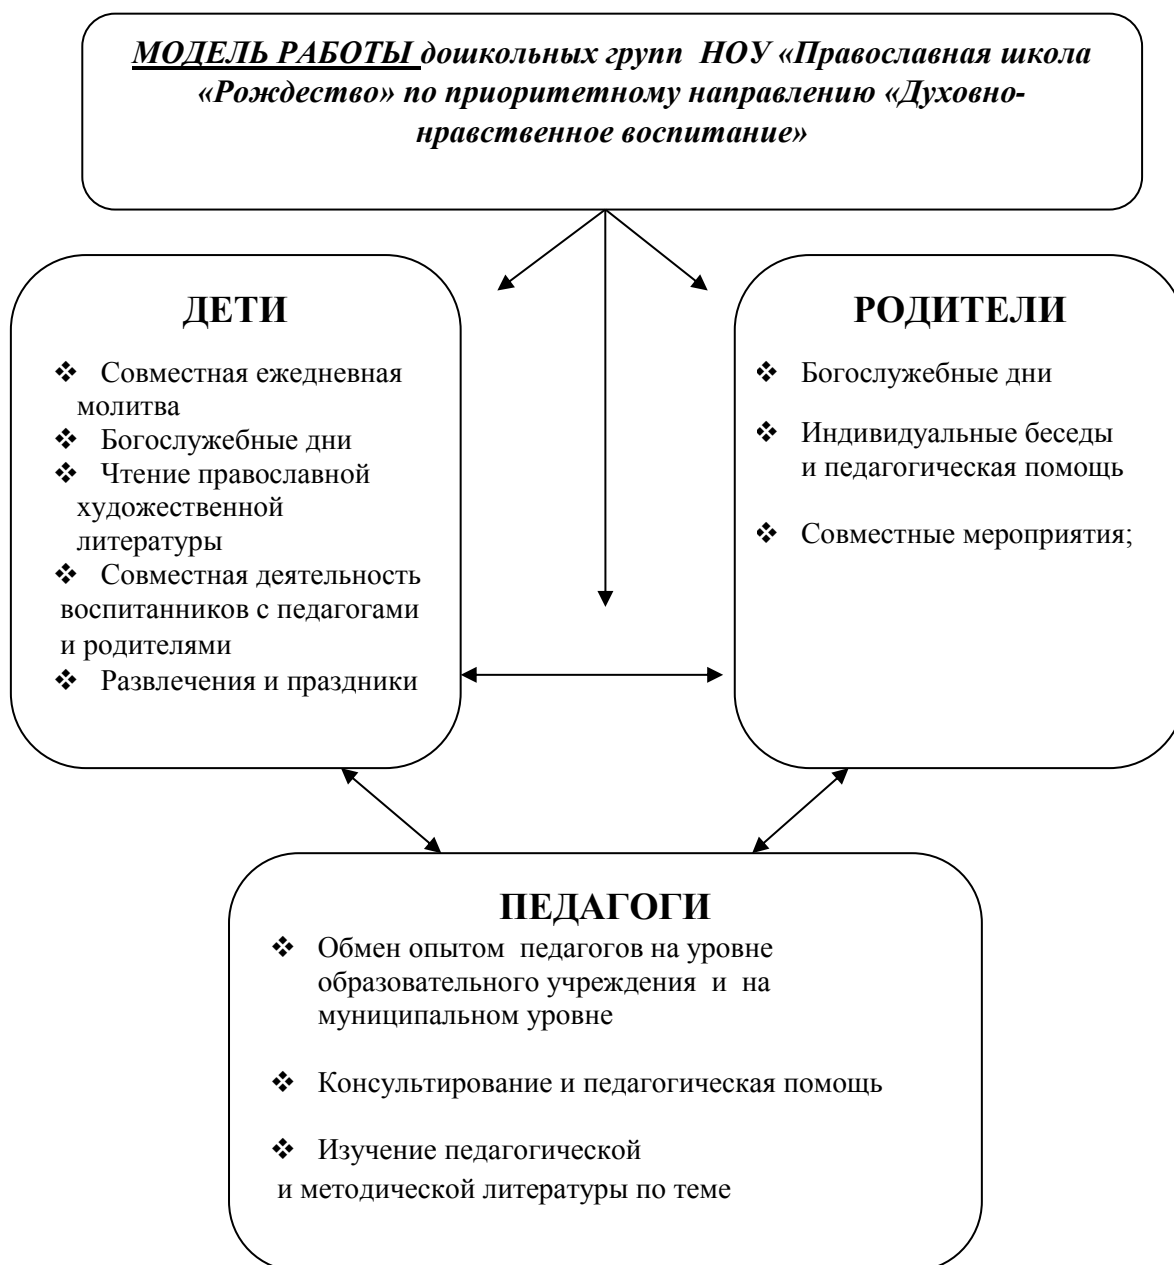 МОДЕЛЬ РАБОТЫ дошкольных групп НОУ «Православная школа
«Рождество» по приоритетному направлению «Духовно-
нравственное воспитание»
ДЕТИ
❖ Совместная ежедневная
молитва
❖ Богослужебные дни
❖ Чтение православной
художественной
литературы
❖ Совместная деятельность
воспитанников с педагогами
и родителями
❖ Развлечения и праздники
РОДИТЕЛИ
❖ Богослужебные дни
❖ Индивидуальные беседы
и педагогическая помощь
❖ Совместные мероприятия;
ПЕДАГОГИ
❖ Обмен опытом педагогов на уровне
образовательного учреждения и на
муниципальном уровне
❖ Консультирование и педагогическая помощь
❖ Изучение педагогической
и методической литературы по теме